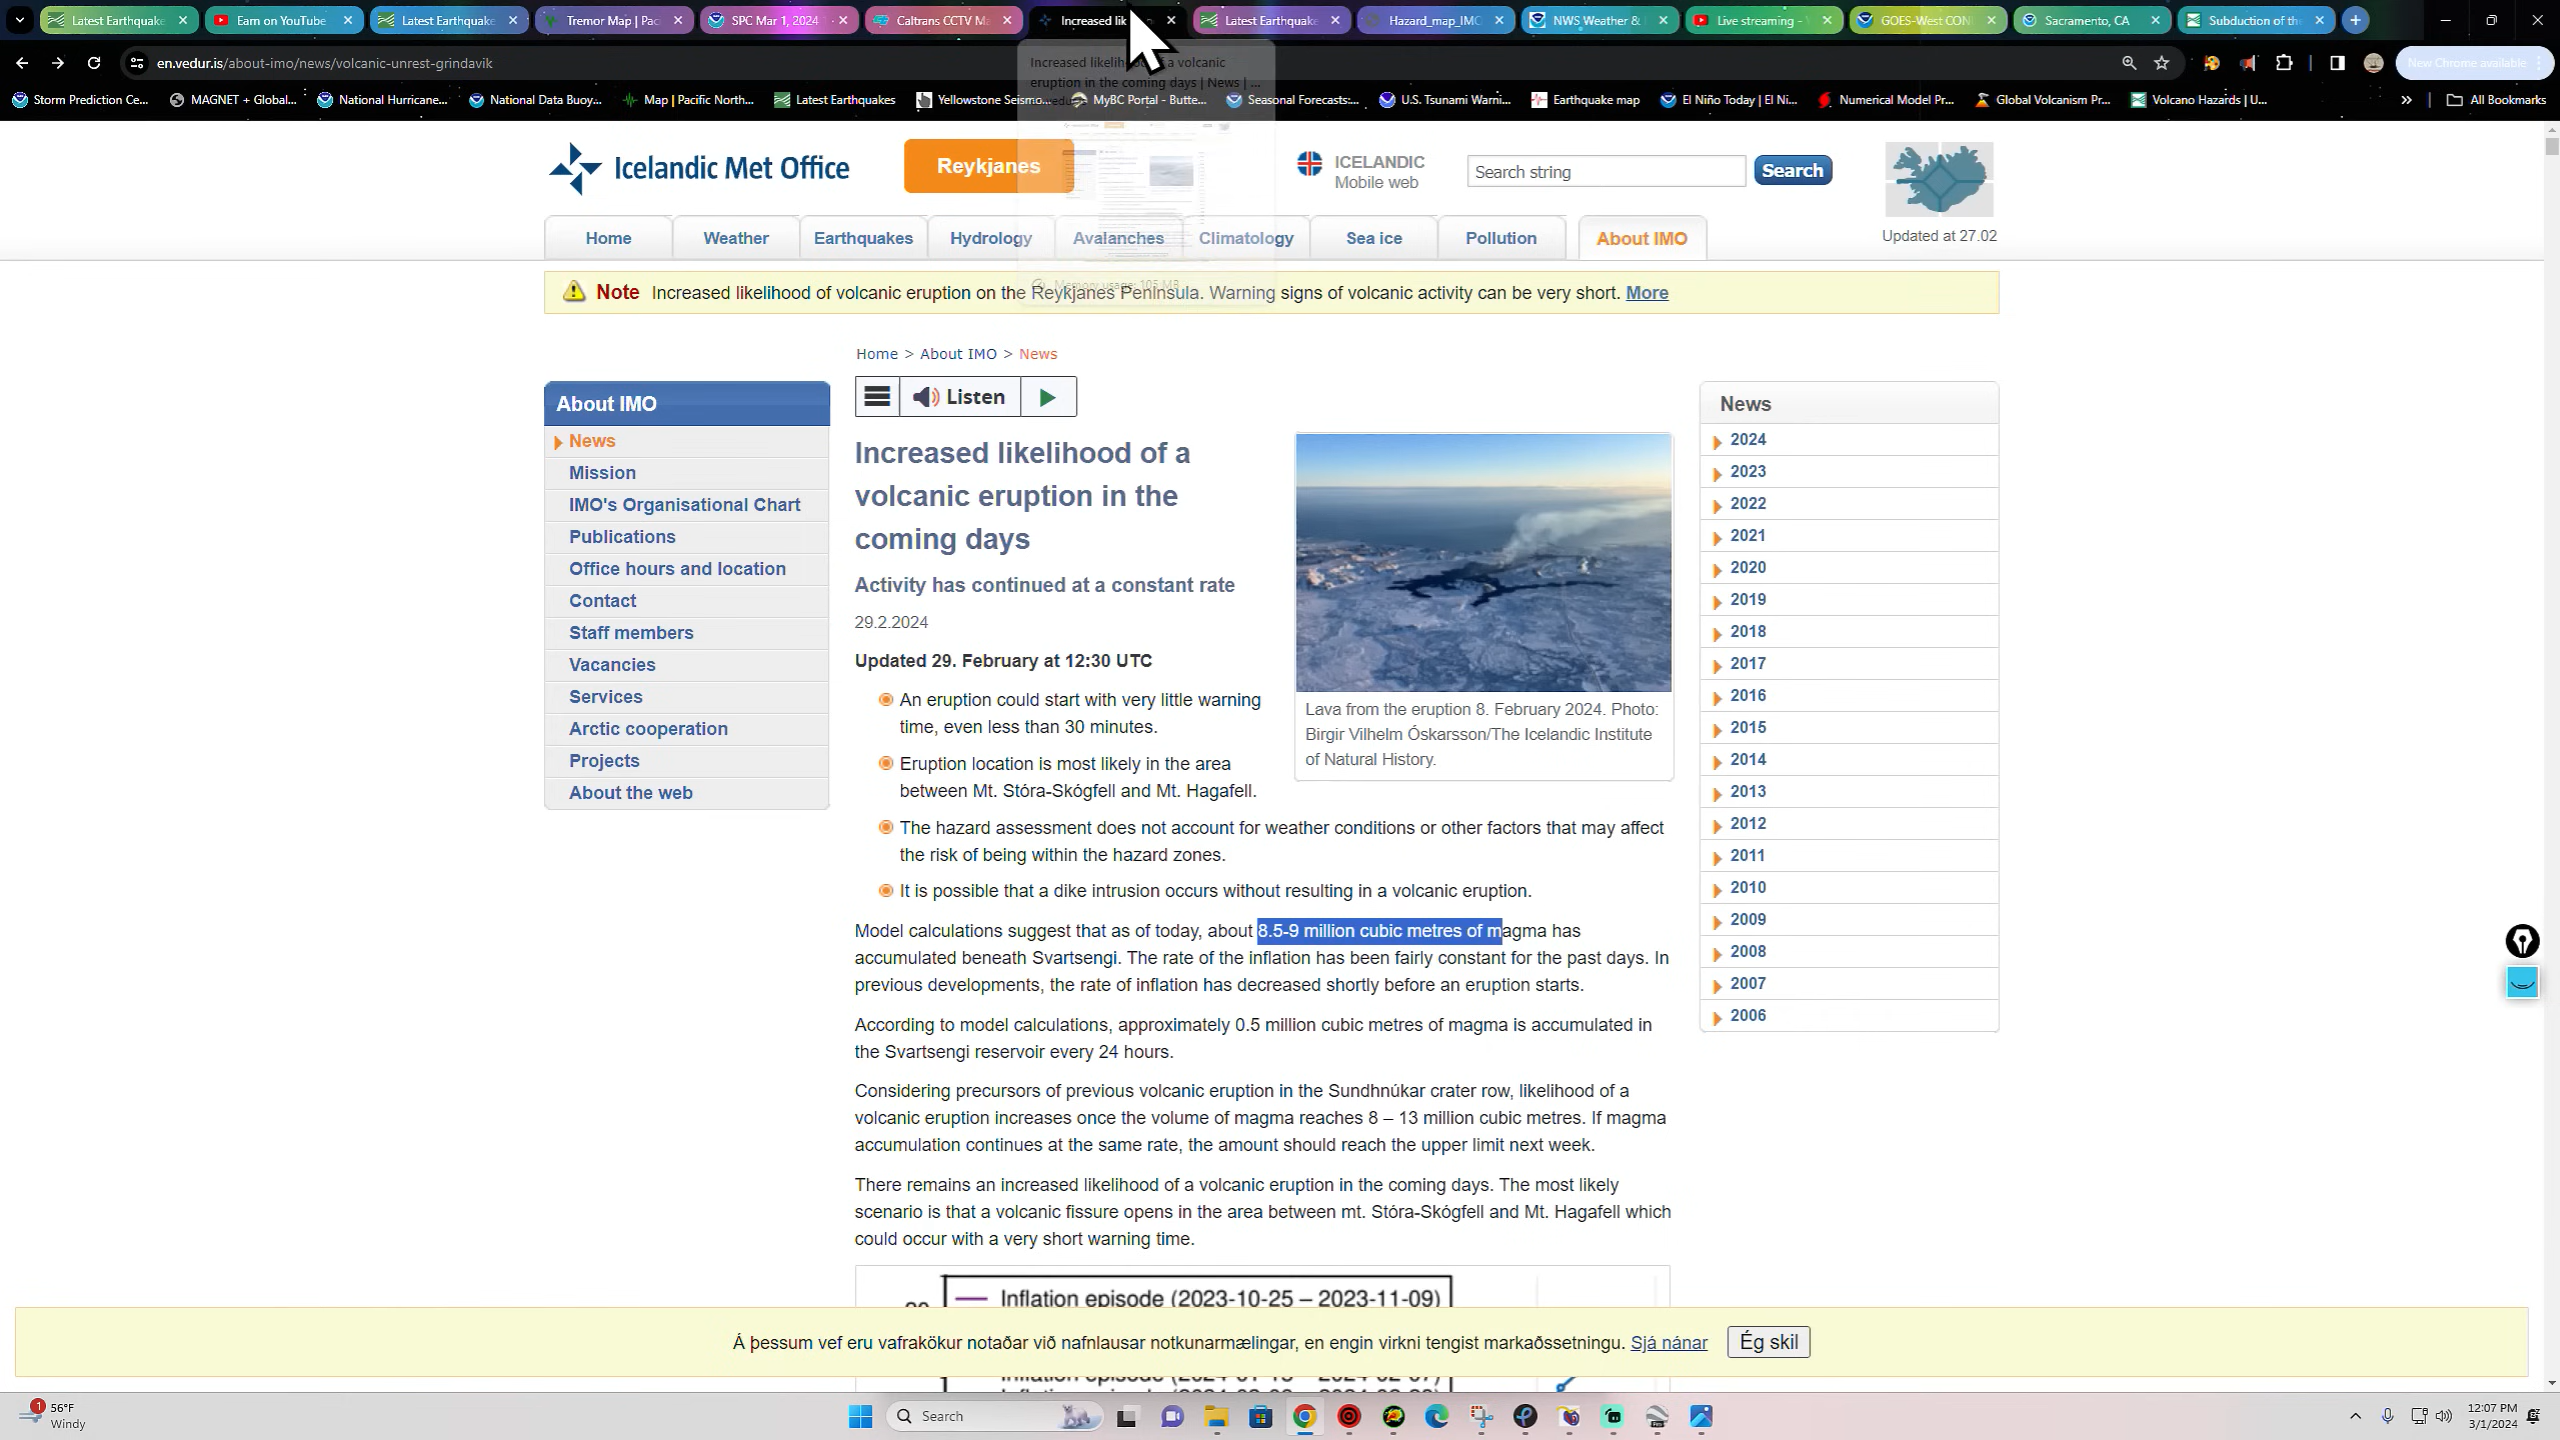 Latest Earthquake
Earn on YouTube
Latest Earthquake
Tremor Map | Pac
SPC Mar 1, 2024
Caltrans CCTV Ma
Increased lik
Latest Earthquake
Hazard_map_IMO
NWS Weather &
Live streaming - Y
GOES-West CON
Sacramento, CA
Subduction of the
en.vedur.is/about-imo/news/volcanic-unrest-grindavik
New Chrome available
Storm Prediction Ce...
MAGNET + Global...
National Hurricane...
National Data Buoy...
Map | Pacific North...
Latest Earthquakes
Yellowstone Seismo...
MyBC Portal - Butte...
Seasonal Forecasts:...
U.S. Tsunami Warni...
Earthquake map
El Niño Today | El Ni...
Numerical Model Pr...
Global Volcanism Pr...
Volcano Hazards | U...
All Bookmarks
eruption in the coming days | News | ...
Icelandic Met Office
Reykjanes
ICELANDIC
Mobile web
Search string
Search
Updated at 27.02
Home
Weather
Earthquakes
Hydrology
Avalanches
Climatology
Sea ice
Pollution
About IMO
Memory usage: 105 MB
Note Increased likelihood of volcanic eruption on the Reykjanes Peninsula. Warning signs of volcanic activity can be very short. More
Home > About IMO > News
Listen
About IMO
News
Mission
IMO's Organisational Chart
Publications
Office hours and location
Contact
Staff members
Vacancies
Services
Arctic cooperation
Projects
About the web
Increased likelihood of a
volcanic eruption in the
coming days
Activity has continued at a constant rate
29.2.2024
Updated 29. February at 12:30 UTC
An eruption could start with very little warning
time, even less than 30 minutes.
Eruption location is most likely in the area
between Mt. Stóra-Skógfell and Mt. Hagafell.
Lava from the eruption 8. February 2024. Photo:
Birgir Vilhelm Óskarsson/The Icelandic Institute
of Natural History.
The hazard assessment does not account for weather conditions or other factors that may affect
the risk of being within the hazard zones.
It is possible that a dike intrusion occurs without resulting in a volcanic eruption.
Model calculations suggest that as of today, about 8.5-9 million cubic metres of magma has
accumulated beneath Svartsengi. The rate of the inflation has been fairly constant for the past days. In
previous developments, the rate of inflation has decreased shortly before an eruption starts.
According to model calculations, approximately 0.5 million cubic metres of magma is accumulated in
the Svartsengi reservoir every 24 hours.
Considering precursors of previous volcanic eruption in the Sundhnúkar crater row, likelihood of a
volcanic eruption increases once the volume of magma reaches 8 – 13 million cubic metres. If magma
accumulation continues at the same rate, the amount should reach the upper limit next week.
There remains an increased likelihood of a volcanic eruption in the coming days. The most likely
scenario is that a volcanic fissure opens in the area between mt. Stóra-Skógfell and Mt. Hagafell which
could occur with a very short warning time.
Inflation episode (2023-10-25 – 2023-11-09)
News
2024
2023
2022
2021
2020
2019
2018
2017
2016
2015
2014
2013
2012
2011
2010
2009
2008
2007
2006
Á þessum vef eru vafrakökur notaðar við nafnlausar notkunarmælingar, en engin virkni tengist markaðssetningu. Sjá nánar
Ég skil
1
56°F
Windy
Search
12:07 PM
3/1/2024